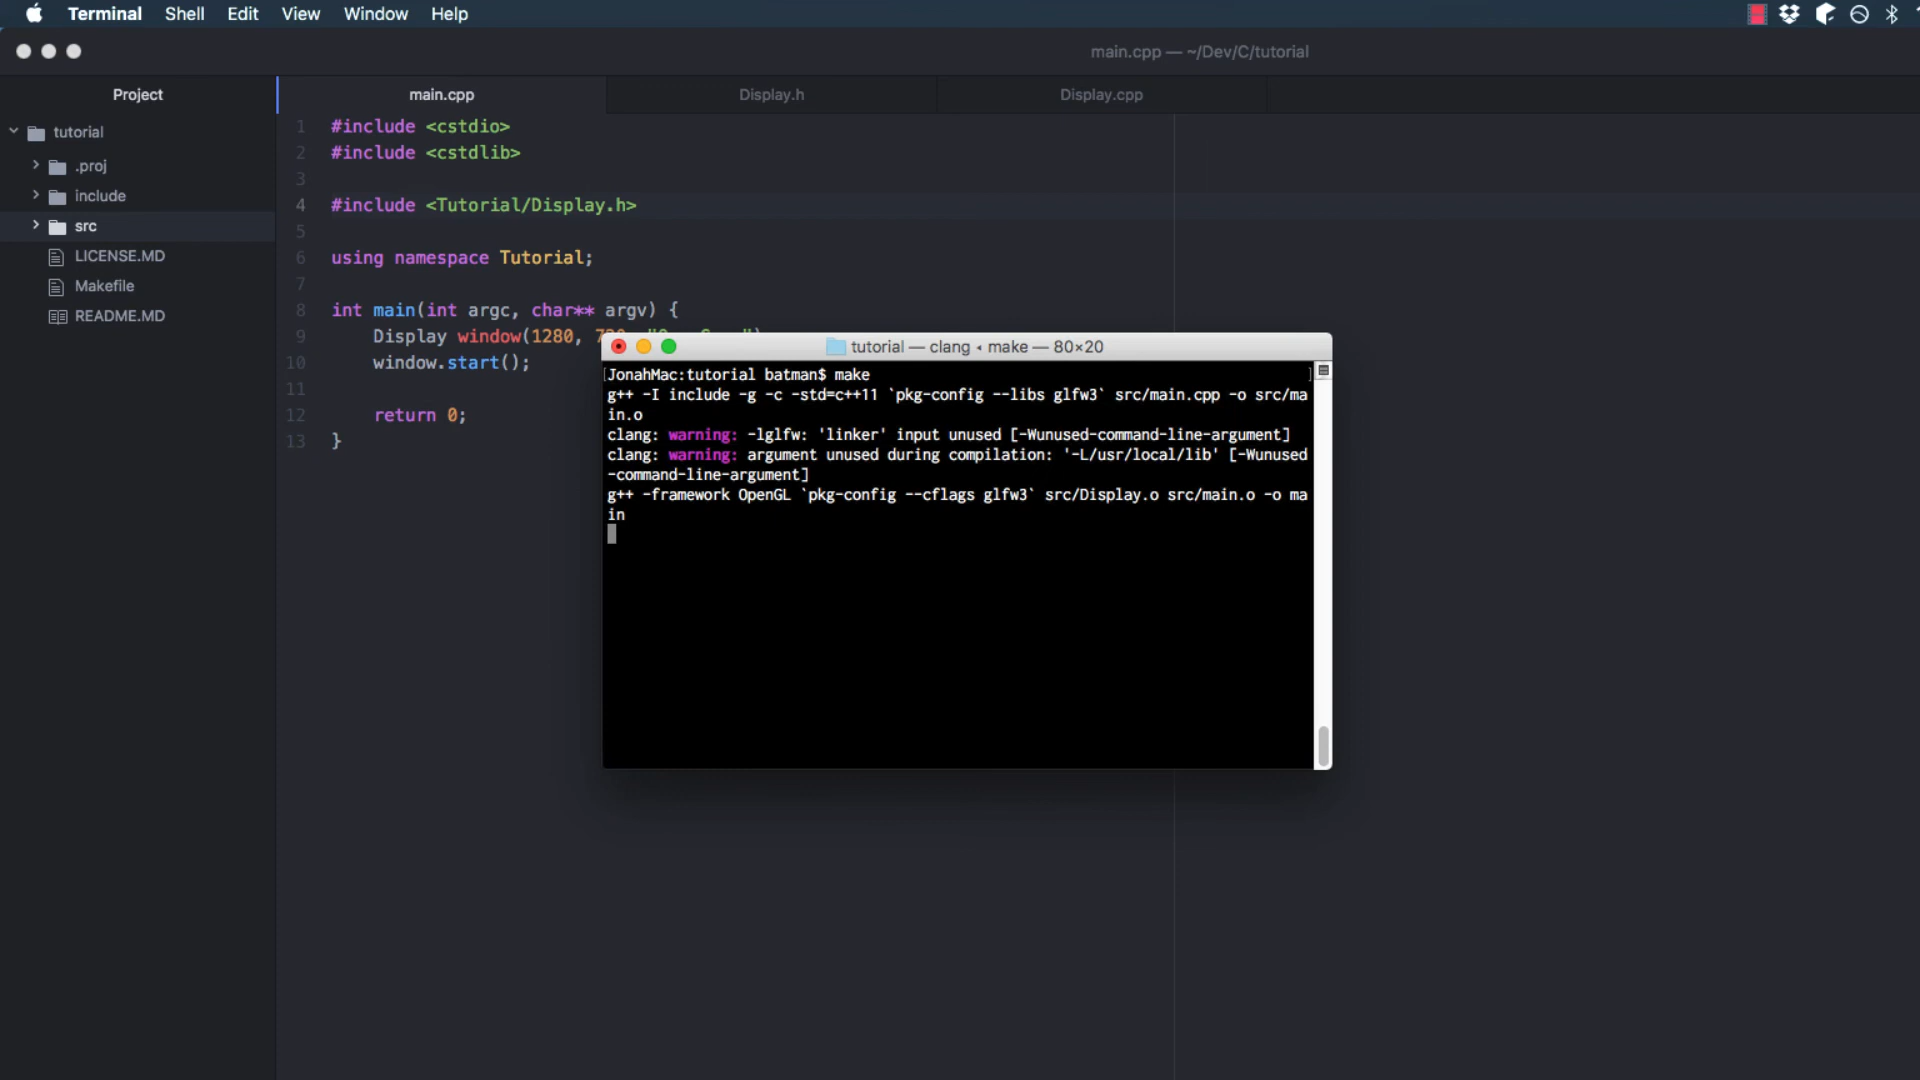 Terminal Shell Edit View Window Help
main.cpp — ~/Dev/C/tutorial
Project
main.cpp
Display.h
Display.cpp
tutorial
.proj
include
src
LICENSE.MD
Makefile
README.MD
1 #include <cstdio>
2 #include <cstdlib>
3
4 #include <Tutorial/Display.h>
5
6 using namespace Tutorial;
7
8 int main(int argc, char** argv) {
9 Display window(1280,
10 window.start();
11
12 return 0;
13 }
tutorial — clang ◂ make — 80×20
[JonahMac:tutorial batman$ make ]
g++ -I include -g -c -std=c++11 `pkg-config --libs glfw3` src/main.cpp -o src/ma
in.o
clang: warning: -lglfw: 'linker' input unused [-Wunused-command-line-argument]
clang: warning: argument unused during compilation: '-L/usr/local/lib' [-Wunused
-command-line-argument]
g++ -framework OpenGL `pkg-config --cflags glfw3` src/Display.o src/main.o -o ma
in